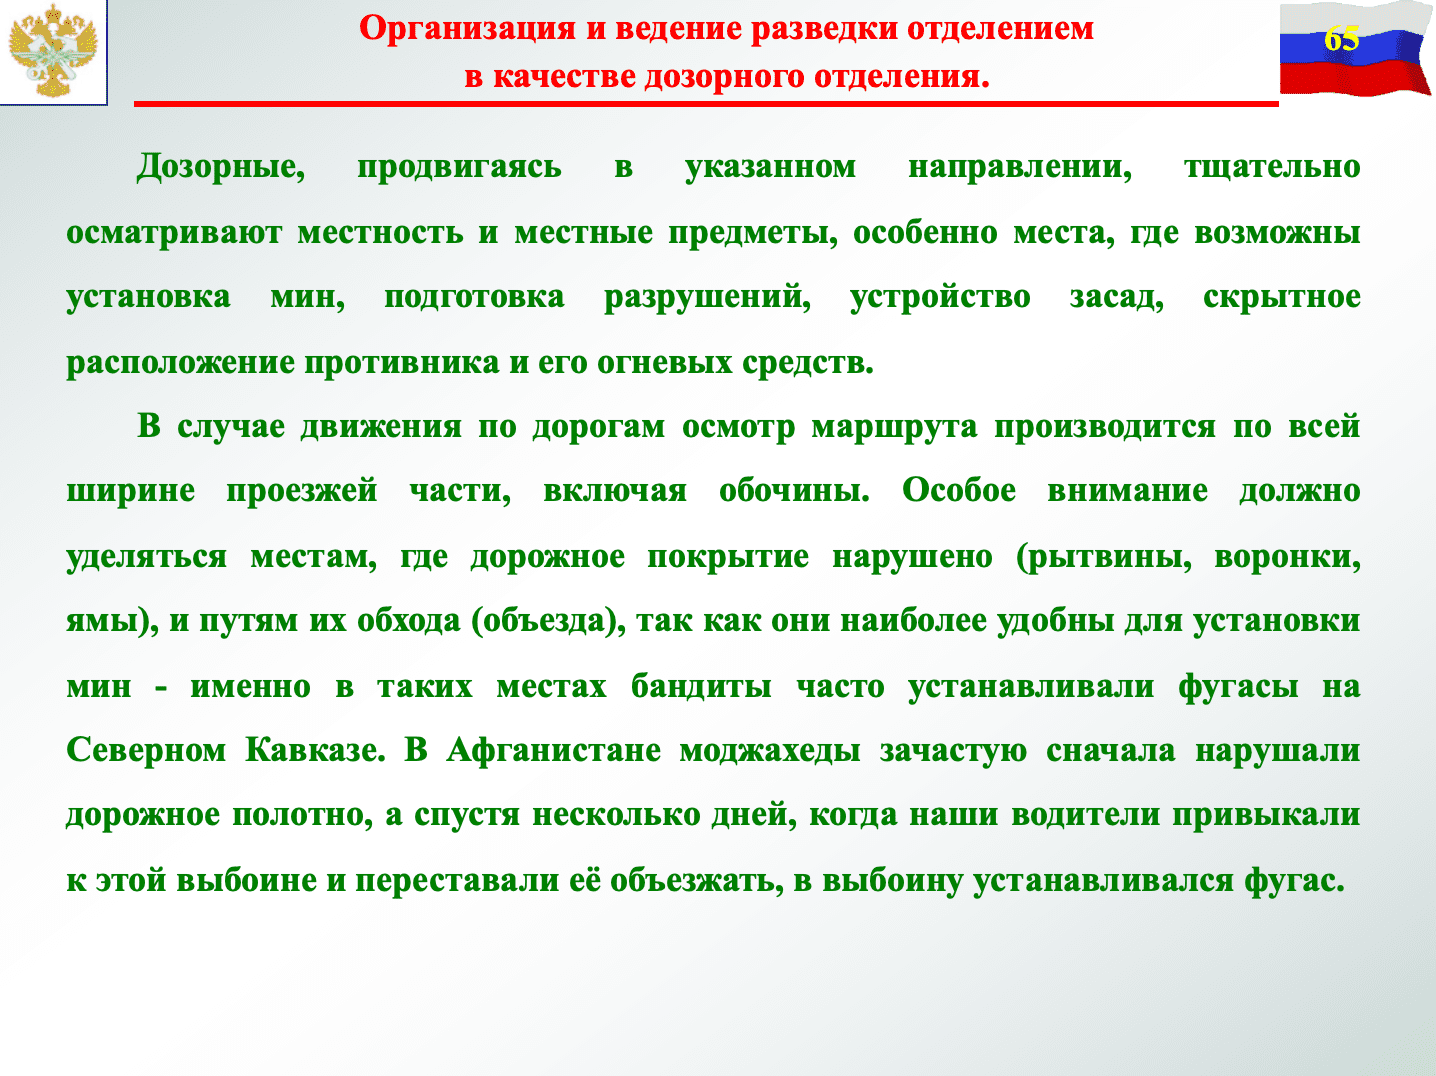 Организация и ведение разведки отделением
в качестве дозорного отделения.
65
Дозорные, продвигаясь в указанном направлении, тщательно
осматривают местность и местные предметы, особенно места, где возможны
установка мин, подготовка разрушений, устройство засад, скрытное
расположение противника и его огневых средств.
В случае движения по дорогам осмотр маршрута производится по всей
ширине проезжей части, включая обочины. Особое внимание должно
уделяться местам, где дорожное покрытие нарушено (рытвины, воронки,
ямы), и путям их обхода (объезда), так как они наиболее удобны для установки
мин - именно в таких местах бандиты часто устанавливали фугасы на
Северном Кавказе. В Афганистане моджахеды зачастую сначала нарушали
дорожное полотно, а спустя несколько дней, когда наши водители привыкали
к этой выбоине и переставали её объезжать, в выбоину устанавливался фугас.